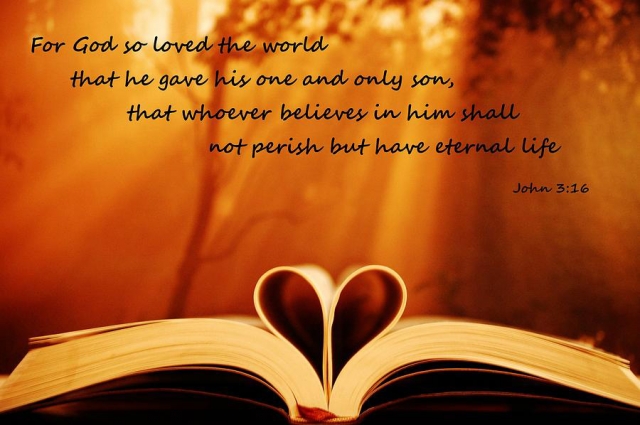 For God so loved the world
that he gave his one and only son,
that whoever believes in him shall
not perish but have eternal life
John 3:16